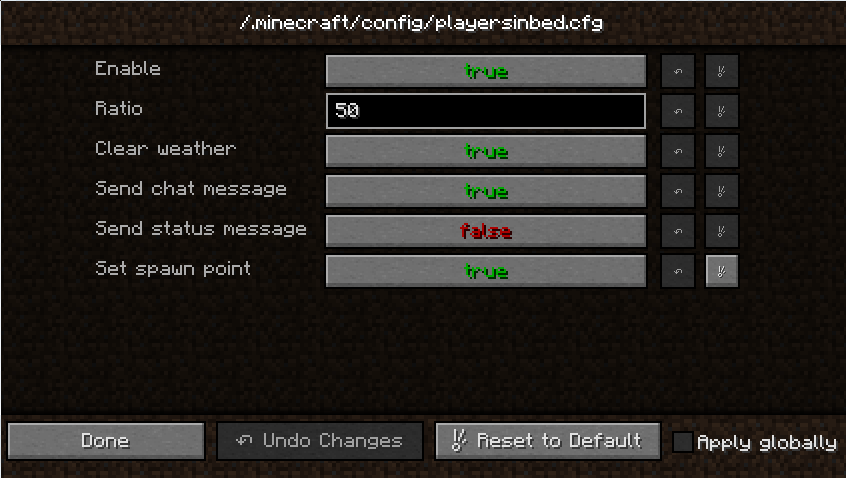 /.minecraft/config/playersinbed.cfg
Enable true
Ratio 50
Clear weather true
Send chat message true
Send status message false
Set spawn point true
Done Undo Changes Reset to Default Apply globally